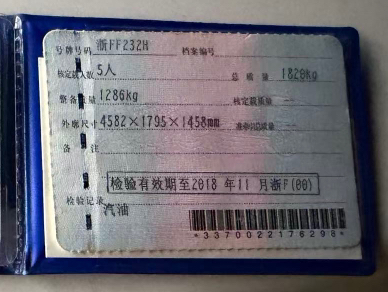 号牌号码 浙FF232H 档案编号
核定载人数 5人 总质量 1820kg
整备质量 1286kg 核定载质量 --
外廓尺寸 4582×1795×1458mm 准牵引总质量 --
备注
检验有效期至2018 年11 月浙F(00)
检验记录
汽油
*3370022176298*